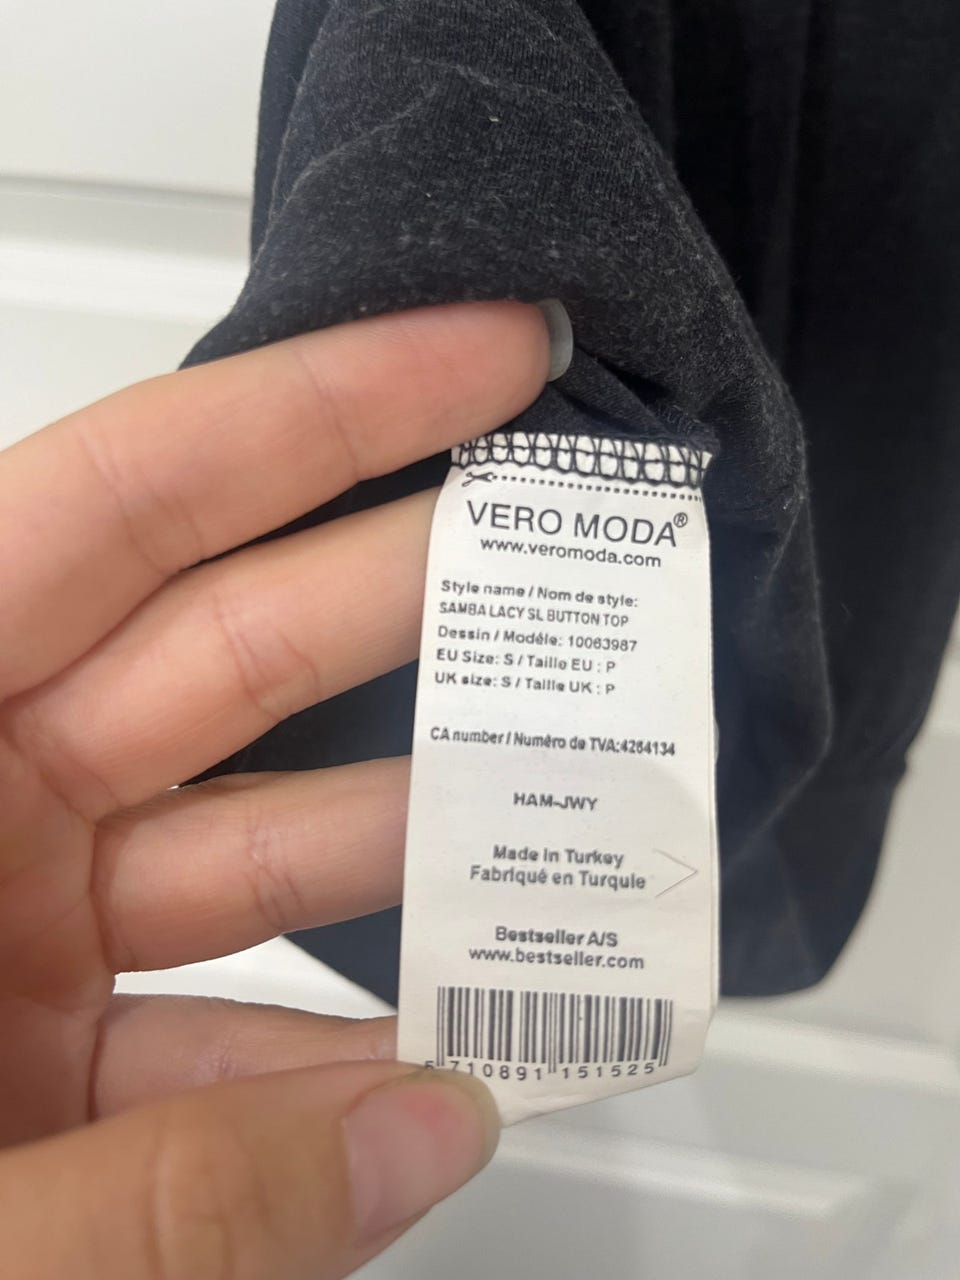 VERO MODA®
www.veromoda.com
Style name / Nom de style:
SAMBA LACY SL BUTTON TOP
Dessin / Modéle: 10063987
EU Size: S / Taille EU : P
UK size: S / Taille UK : P
CA number / Numéro de TVA:4264134
HAM-JWY
Made in Turkey
Fabriqué en Turquie
Bestseller A/S
www.bestseller.com
5 710891 151525